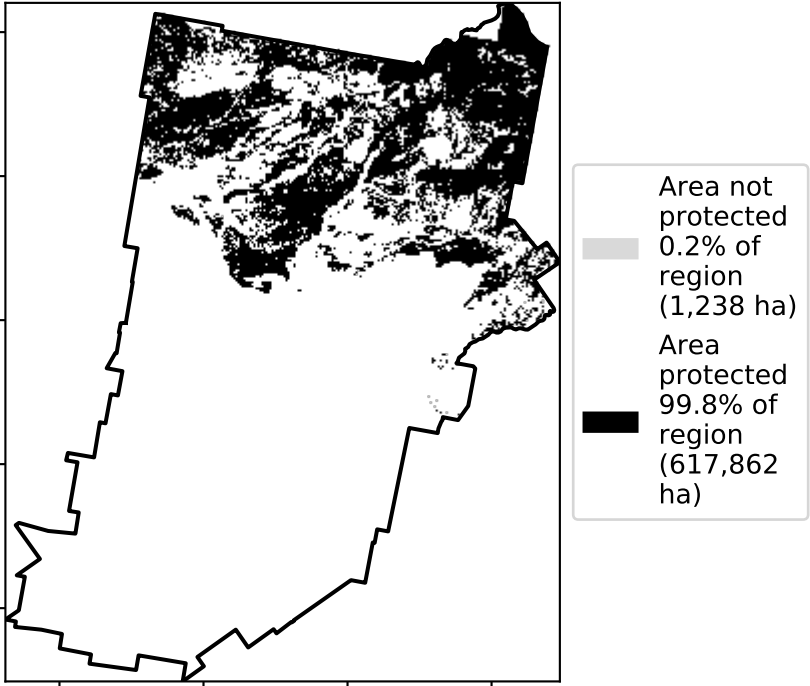 Area not
protected
0.2% of
region
(1,238 ha)
Area
protected
99.8% of
region
(617,862
ha)